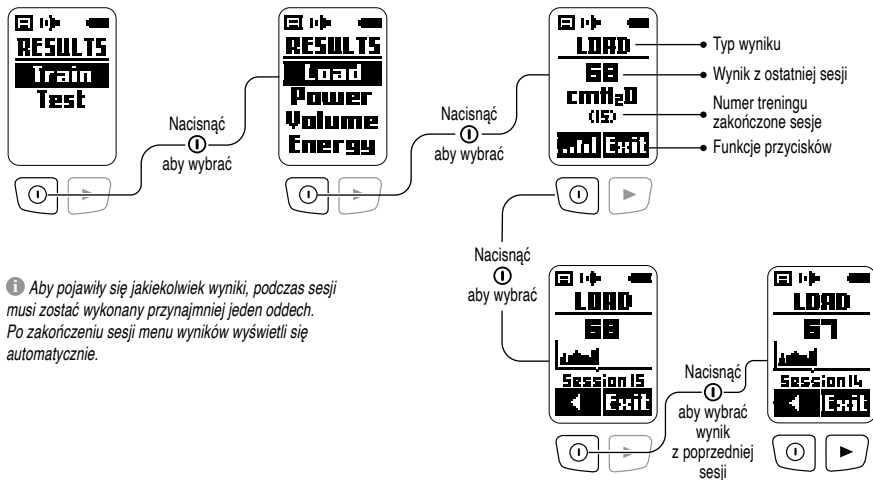 RESULTS
Train
Test
Nacisnąć
aby wybrać
RESULTS
Load
Power
Volume
Energy
Nacisnąć
aby wybrać
LOAD
68
cmH₂O
(15)
Exit
Typ wyniku
Wynik z ostatniej sesji
Numer treningu
zakończone sesje
Funkcje przycisków
i Aby pojawiły się jakiekolwiek wyniki, podczas sesji
musi zostać wykonany przynajmniej jeden oddech.
Po zakończeniu sesji menu wyników wyświetli się
automatycznie.
Nacisnąć
aby wybrać
LOAD
68
Session 15
Exit
Nacisnąć
aby wybrać
wynik
z poprzedniej
sesji
LOAD
67
Session 14
Exit